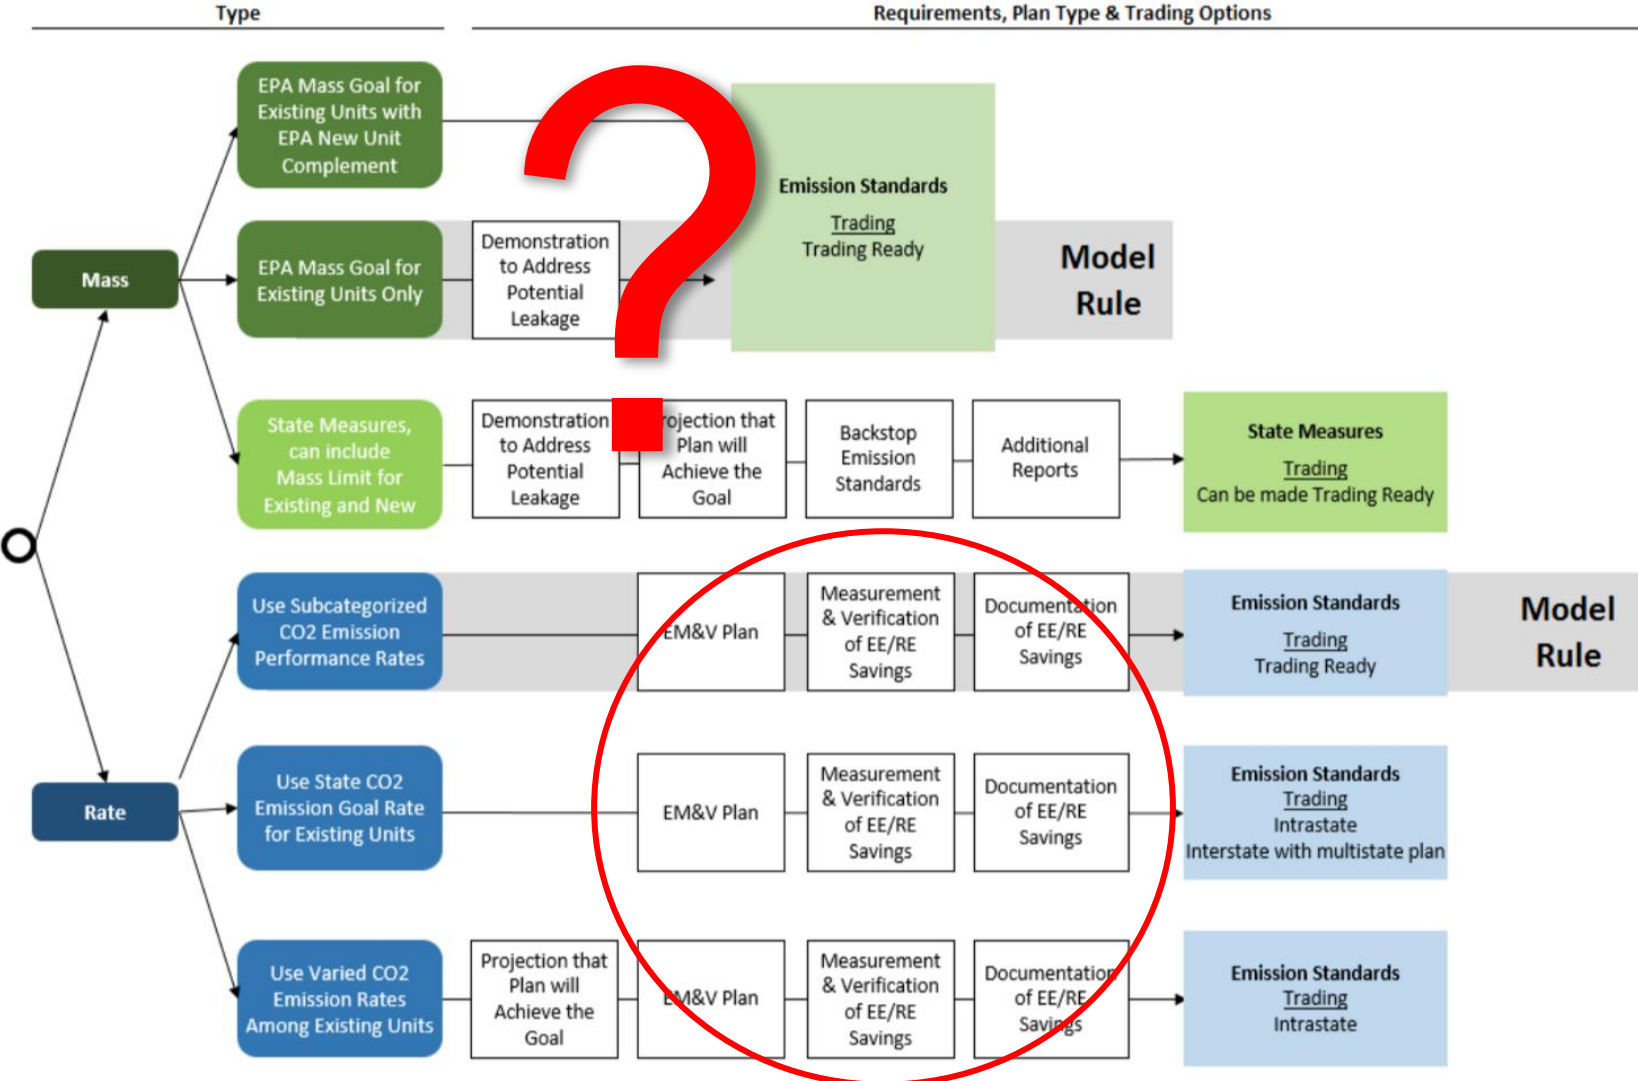 Type
Requirements, Plan Type & Trading Options
EPA Mass Goal for
Existing Units with
EPA New Unit
Complement
Emission Standards
Trading
Trading Ready
Mass
EPA Mass Goal for
Existing Units Only
Demonstration
to Address
Potential
Leakage
Model
Rule
State Measures,
can include
Mass Limit for
Existing and New
Demonstration
to Address
Potential
Leakage
rojection that
Plan will
Achieve the
Goal
Backstop
Emission
Standards
Additional
Reports
State Measures
Trading
Can be made Trading Ready
Use Subcategorized
CO2 Emission
Performance Rates
EM&V Plan
Measurement
& Verification
of EE/RE
Savings
Documentation
of EE/RE
Savings
Emission Standards
Trading
Trading Ready
Model
Rule
Rate
Use State CO2
Emission Goal Rate
for Existing Units
EM&V Plan
Measurement
& Verification
of EE/RE
Savings
Documentation
of EE/RE
Savings
Emission Standards
Trading
Intrastate
Interstate with multistate plan
Use Varied CO2
Emission Rates
Among Existing Units
Projection that
Plan will
Achieve the
Goal
EM&V Plan
Measurement
& Verification
of EE/RE
Savings
Documentation
of EE/RE
Savings
Emission Standards
Trading
Intrastate
?